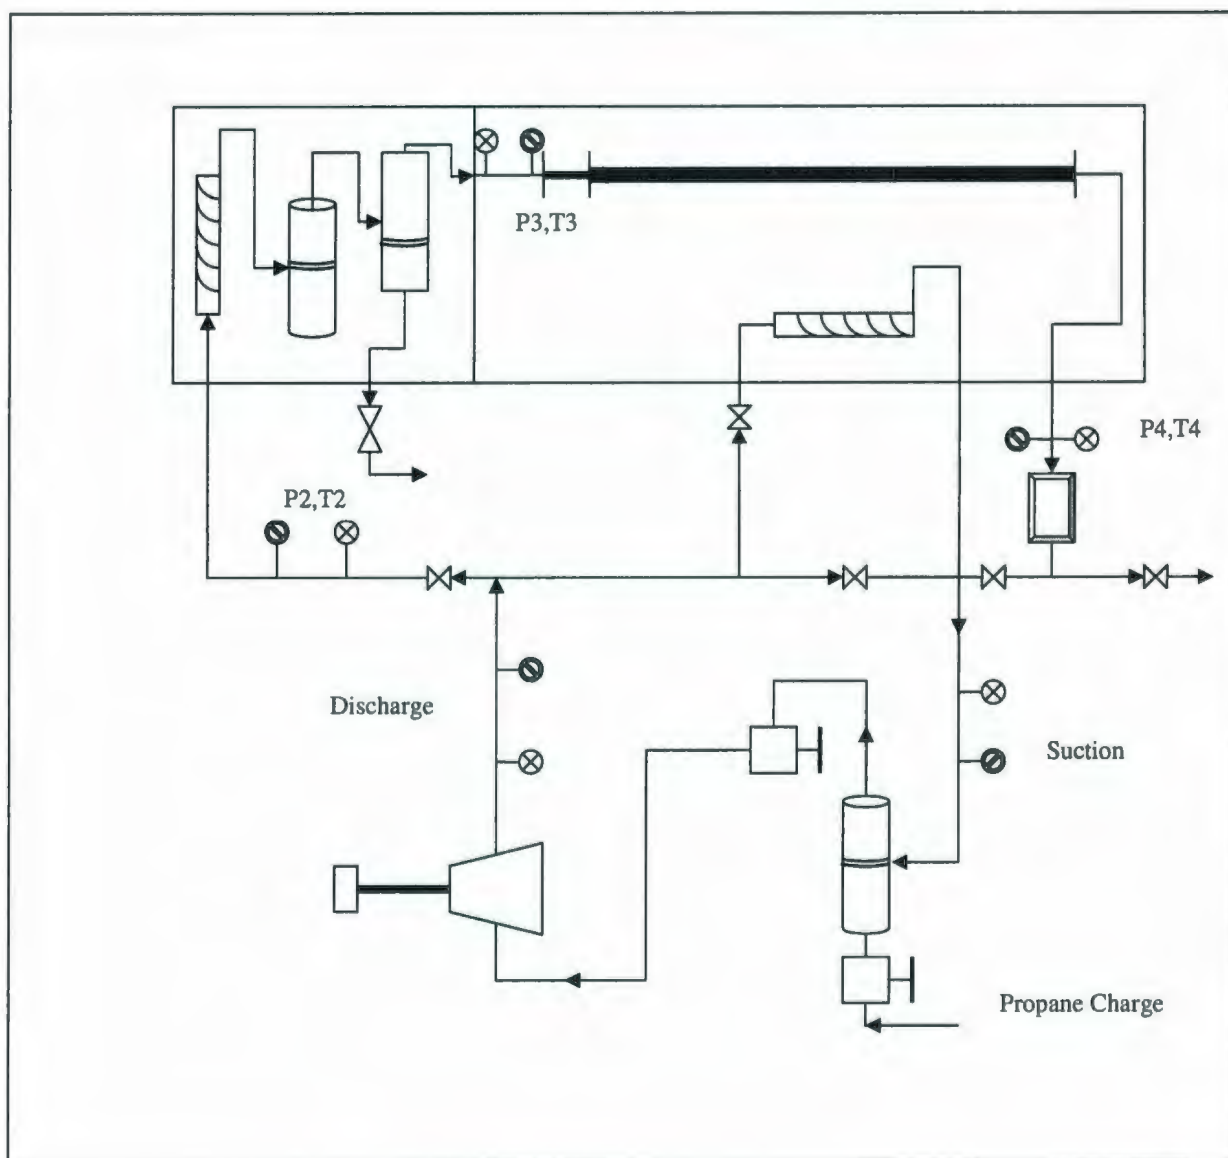 P3,T3
P4,T4
P2,T2
Discharge
Suction
Propane Charge